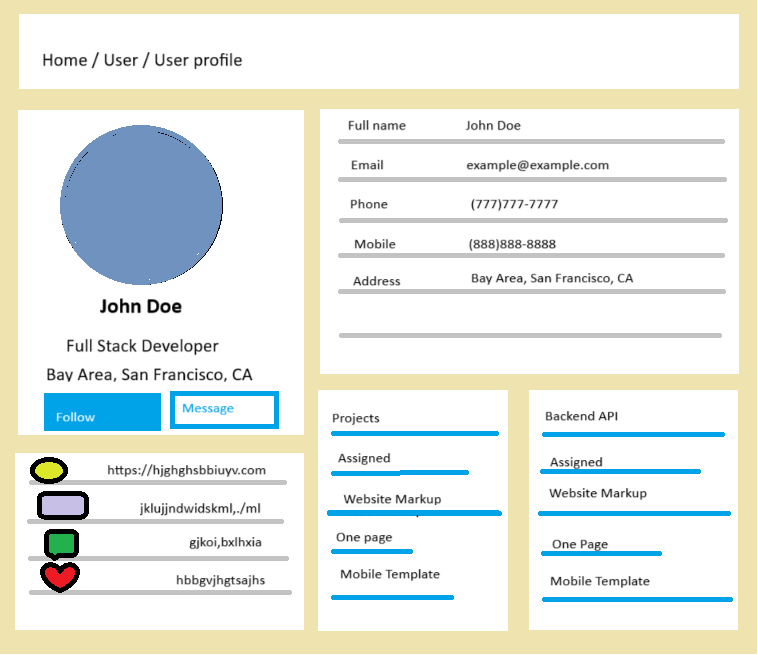 Home / User / User profile
John Doe
Full Stack Developer
Bay Area, San Francisco, CA
Follow
Message
Full name John Doe
Email example@example.com
Phone (777)777-7777
Mobile (888)888-8888
Address Bay Area, San Francisco, CA
https://hjghghsbbiuyv.com
jklujjndwidskml,./ml
gjkoi,bxlhxia
hbbgvjhgtsajhs
Projects
Assigned
Website Markup
One page
Mobile Template
Backend API
Assigned
Website Markup
One Page
Mobile Template